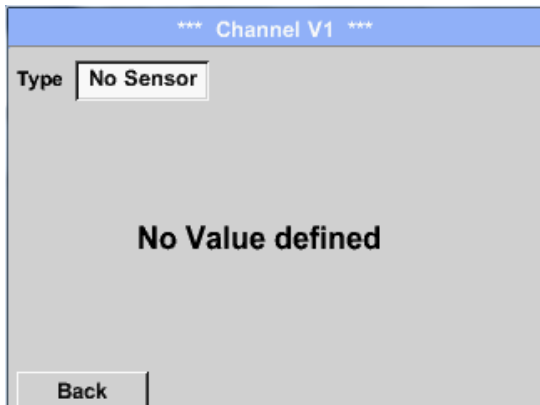 *** Channel V1 ***
Type No Sensor
No Value defined
Back